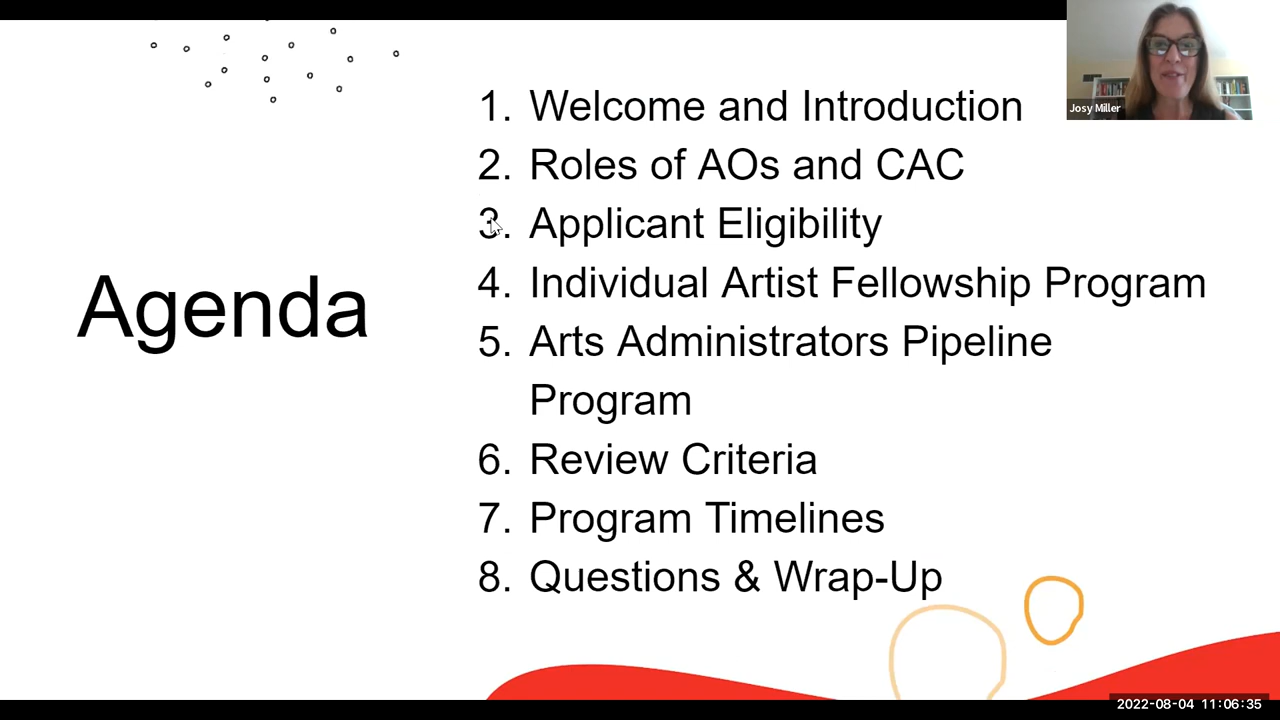 Agenda
1. Welcome and Introduction
2. Roles of AOs and CAC
3. Applicant Eligibility
4. Individual Artist Fellowship Program
5. Arts Administrators Pipeline
Program
6. Review Criteria
7. Program Timelines
8. Questions & Wrap-Up
Josy Miller
2022-08-04 11:06:35